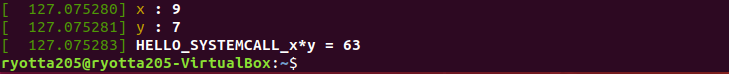 [  127.075280] x : 9
[  127.075281] y : 7
[  127.075283] HELLO_SYSTEMCALL_x*y = 63
ryotta205@ryotta205-VirtualBox:~$